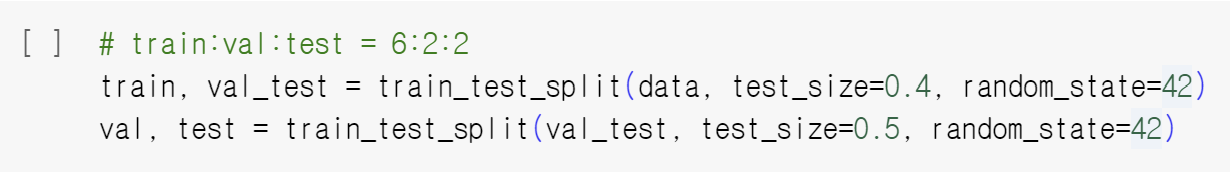 [ ] # train:val:test = 6:2:2
train, val_test = train_test_split(data, test_size=0.4, random_state=42)
val, test = train_test_split(val_test, test_size=0.5, random_state=42)